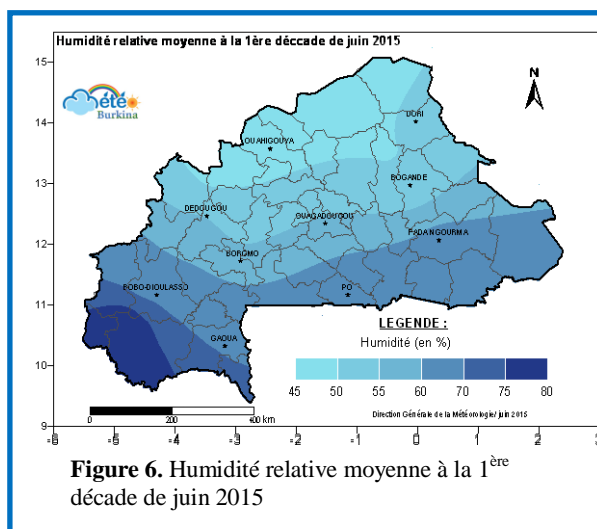 Humidité relative moyenne à la 1ère déccade de juin 2015
15
14
13
12
11
10
9
météo
Burkina
N
DORI
OUAHIGOUYA
BOGANDE
DEDOUGOU
OUAGADOUGOU
FADANGOURMA
BOROMO
BOBO-DIOULASSO
PO
GAOUA
LEGENDE :
Humidité (en %)
45 50 55 60 70 75 80
0 200 400 km
Direction Générale de la Météorologie/ juin 2015
-6 -5 -4 -3 -2 -1 0 1 2 3
Figure 6. Humidité relative moyenne à la 1ère
décade de juin 2015